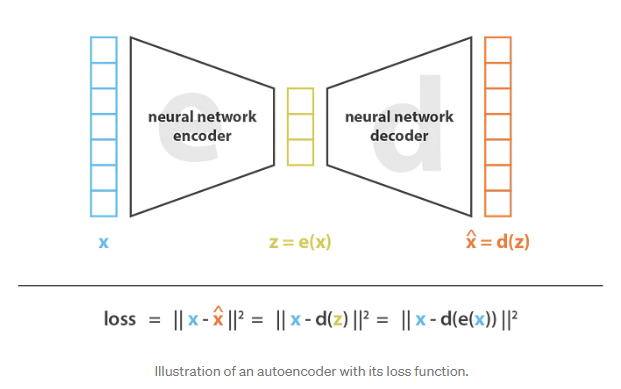 e
neural network
encoder
d
neural network
decoder
x
z = e(x)
x̂ = d(z)
loss = || x - x̂ ||² = || x - d(z) ||² = || x - d(e(x)) ||²
Illustration of an autoencoder with its loss function.